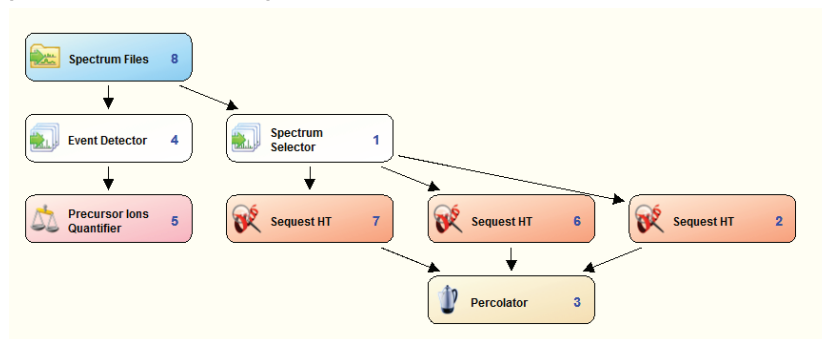 Spectrum Files 8
Event Detector 4
Spectrum
Selector 1
Precursor Ions
Quantifier 5
Sequest HT 7
Sequest HT 6
Sequest HT 2
Percolator 3